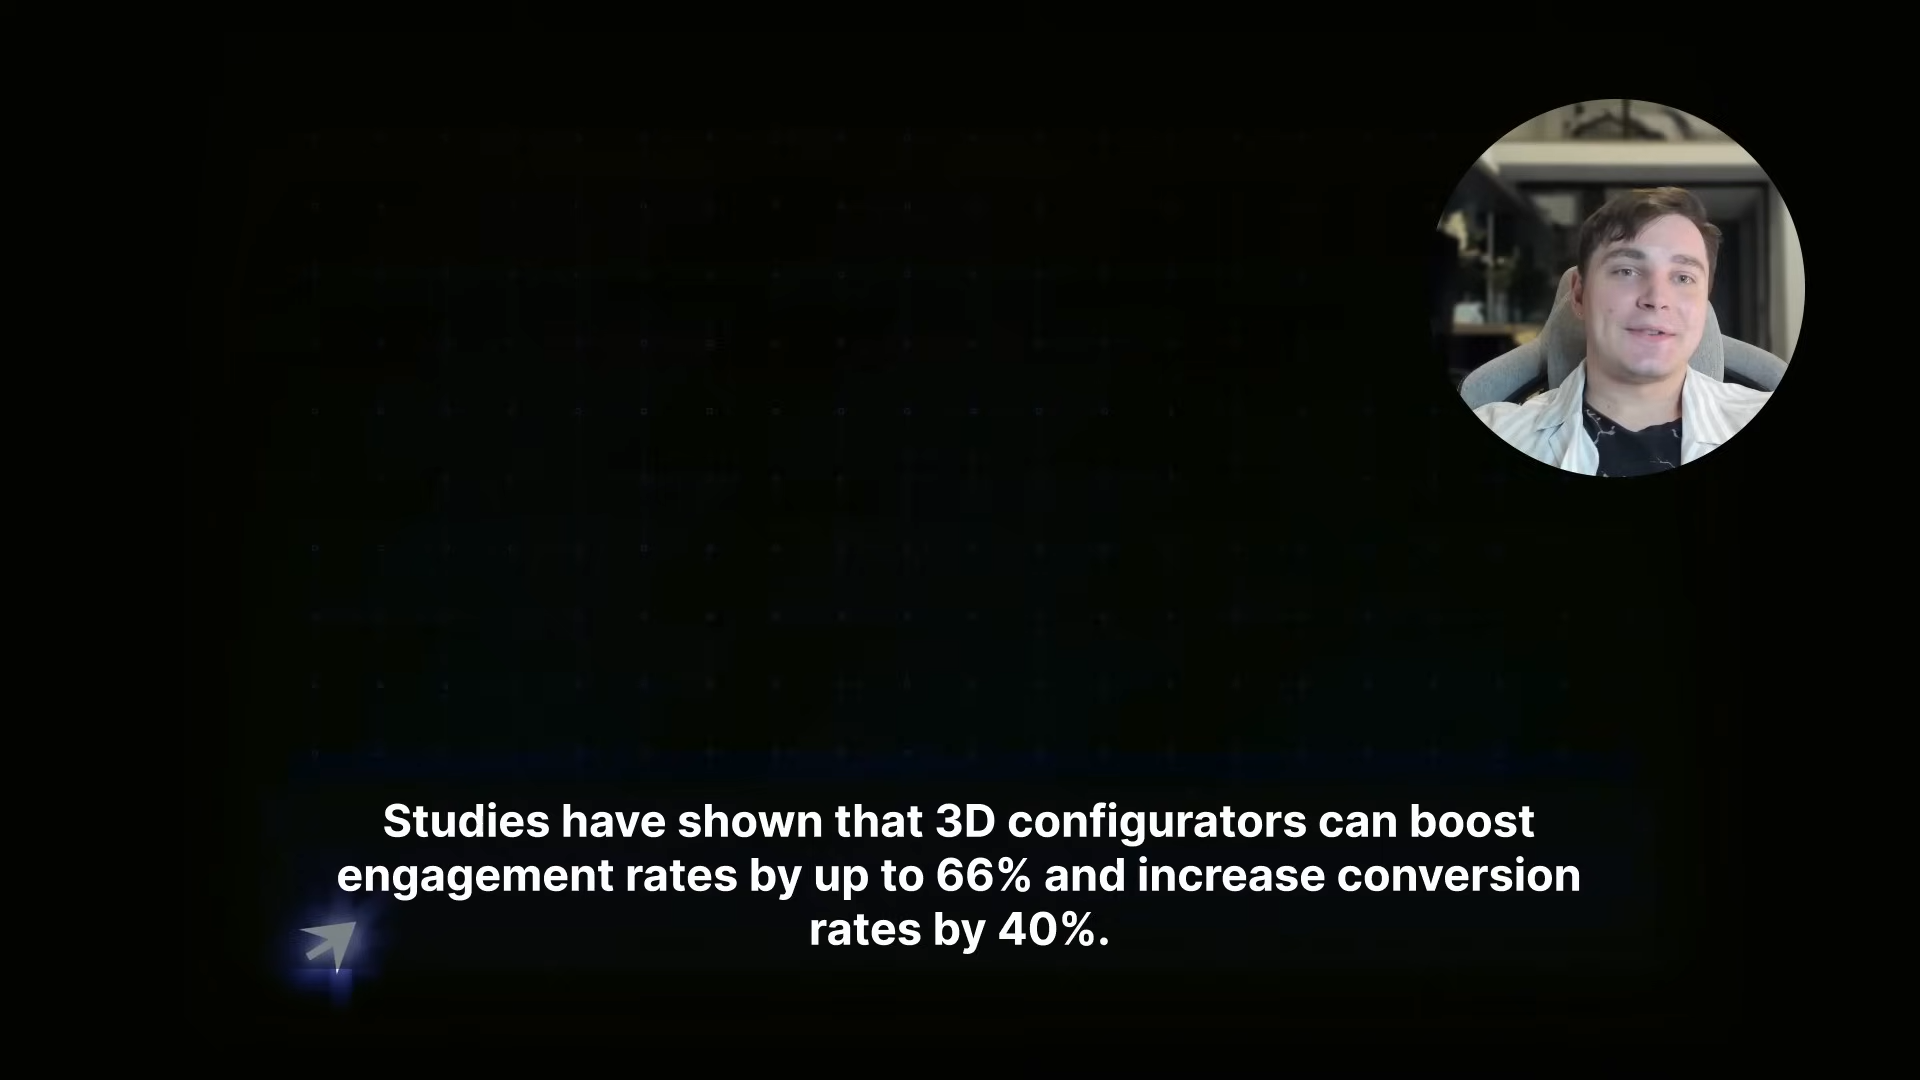 Studies have shown that 3D configurators can boost
engagement rates by up to 66% and increase conversion
rates by 40%.